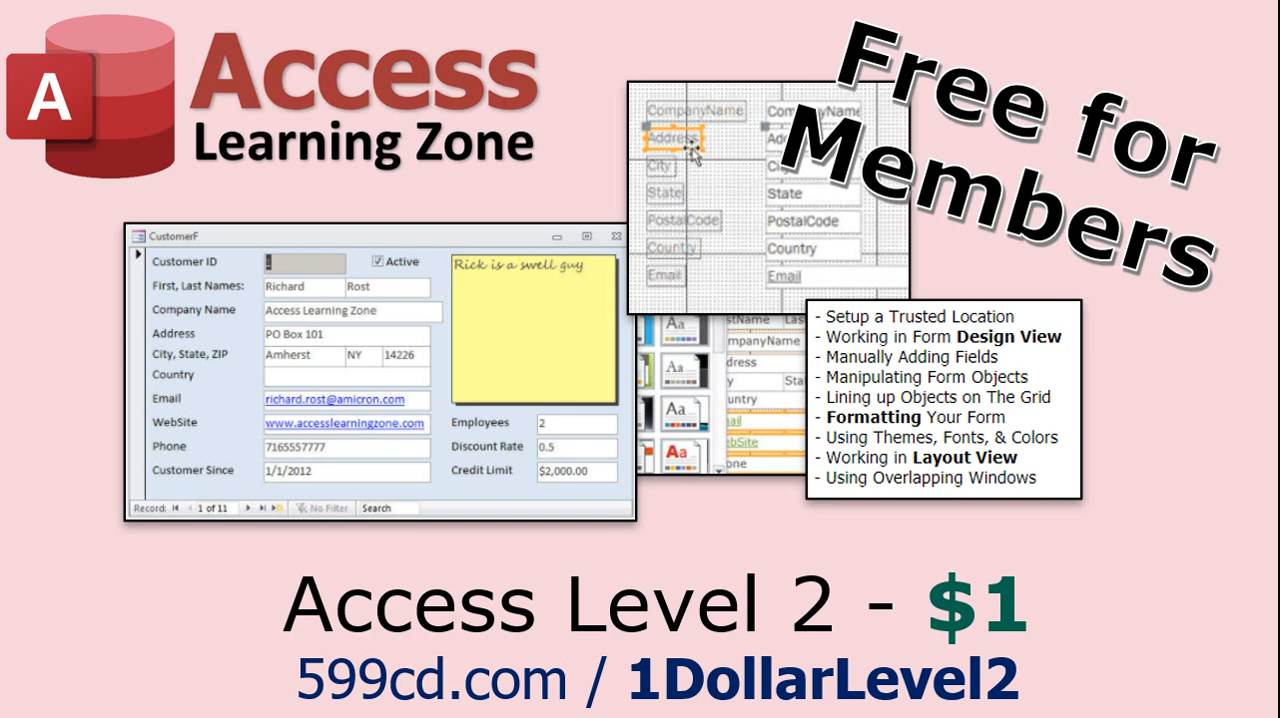 A
Access
Learning Zone
Free for
Members
CompanyName CompanyName
Address
City
State State
PostalCode PostalCode
Country Country
Email Email
CustomerF
Customer ID Active
First, Last Names: Richard Rost
Company Name Access Learning Zone
Address PO Box 101
City, State, ZIP Amherst NY 14226
Country
Email richard.rost@amicron.com
WebSite www.accesslearningzone.com
Phone 7165557777
Customer Since 1/1/2012
Rick is a swell guy
Employees 2
Discount Rate 0.5
Credit Limit $2,000.00
Record: 1 of 11 No Filter Search
Aa
Aa
Aa
Aa
- Setup a Trusted Location
- Working in Form Design View
- Manually Adding Fields
- Manipulating Form Objects
- Lining up Objects on The Grid
- Formatting Your Form
- Using Themes, Fonts, & Colors
- Working in Layout View
- Using Overlapping Windows
Access Level 2 - $1
599cd.com / 1DollarLevel2